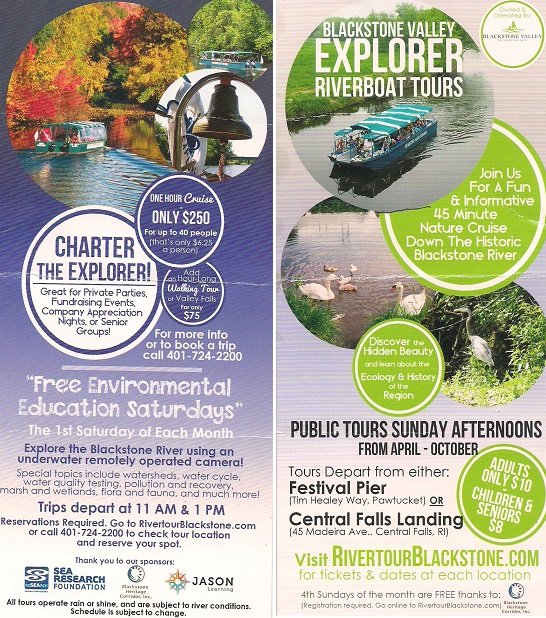 ONE HOUR Cruise
ONLY $250
For up to 40 people
(that's only $6.25
a person)
CHARTER
THE EXPLORER!
Great for Private Parties,
Fundraising Events,
Company Appreciation
Nights, or Senior
Groups!
Add
an Hour-Long
Walking Tour
of Valley Falls
For only
$75
For more info
or to book a trip
call 401-724-2200
"Free Environmental
Education Saturdays"
The 1st Saturday of Each Month
Explore the Blackstone River using an
underwater remotely operated camera!
Special topics include watersheds, water cycle,
water quality testing, pollution and recovery,
marsh and wetlands, flora and fauna, and much more!
Trips depart at 11 AM & 1 PM
Reservations Required. Go to RivertourBlackstone.com
or call 401-724-2200 to check tour location
and reserve your spot.
Thank you to our sponsors:
SEA
RESEARCH
FOUNDATION
Blackstone
Heritage
Corridor, Inc.
JASON
Learning
All tours operate rain or shine, and are subject to river conditions.
Schedule is subject to change.
Owned &
Operated By:
BLACKSTONE VALLEY
BLACKSTONE VALLEY
EXPLORER
RIVERBOAT TOURS
Join Us
For A Fun
& Informative
45 Minute
Nature Cruise
Down The Historic
Blackstone River
Discover the
Hidden Beauty
and learn about the
Ecology & History
of the
Region
PUBLIC TOURS SUNDAY AFTERNOONS
FROM APRIL - OCTOBER
Tours Depart from either:
Festival Pier
(Tim Healey Way, Pawtucket) OR
Central Falls Landing
(45 Madeira Ave., Central Falls, RI)
ADULTS
ONLY $10
CHILDREN &
SENIORS
$8
Visit RIVERTOURBLACKSTONE.COM
for tickets & dates at each location
4th Sundays of the month are FREE thanks to:
(Registration required. Go online to RivertourBlackstone.com)
Blackstone
Heritage
Corridor, Inc.